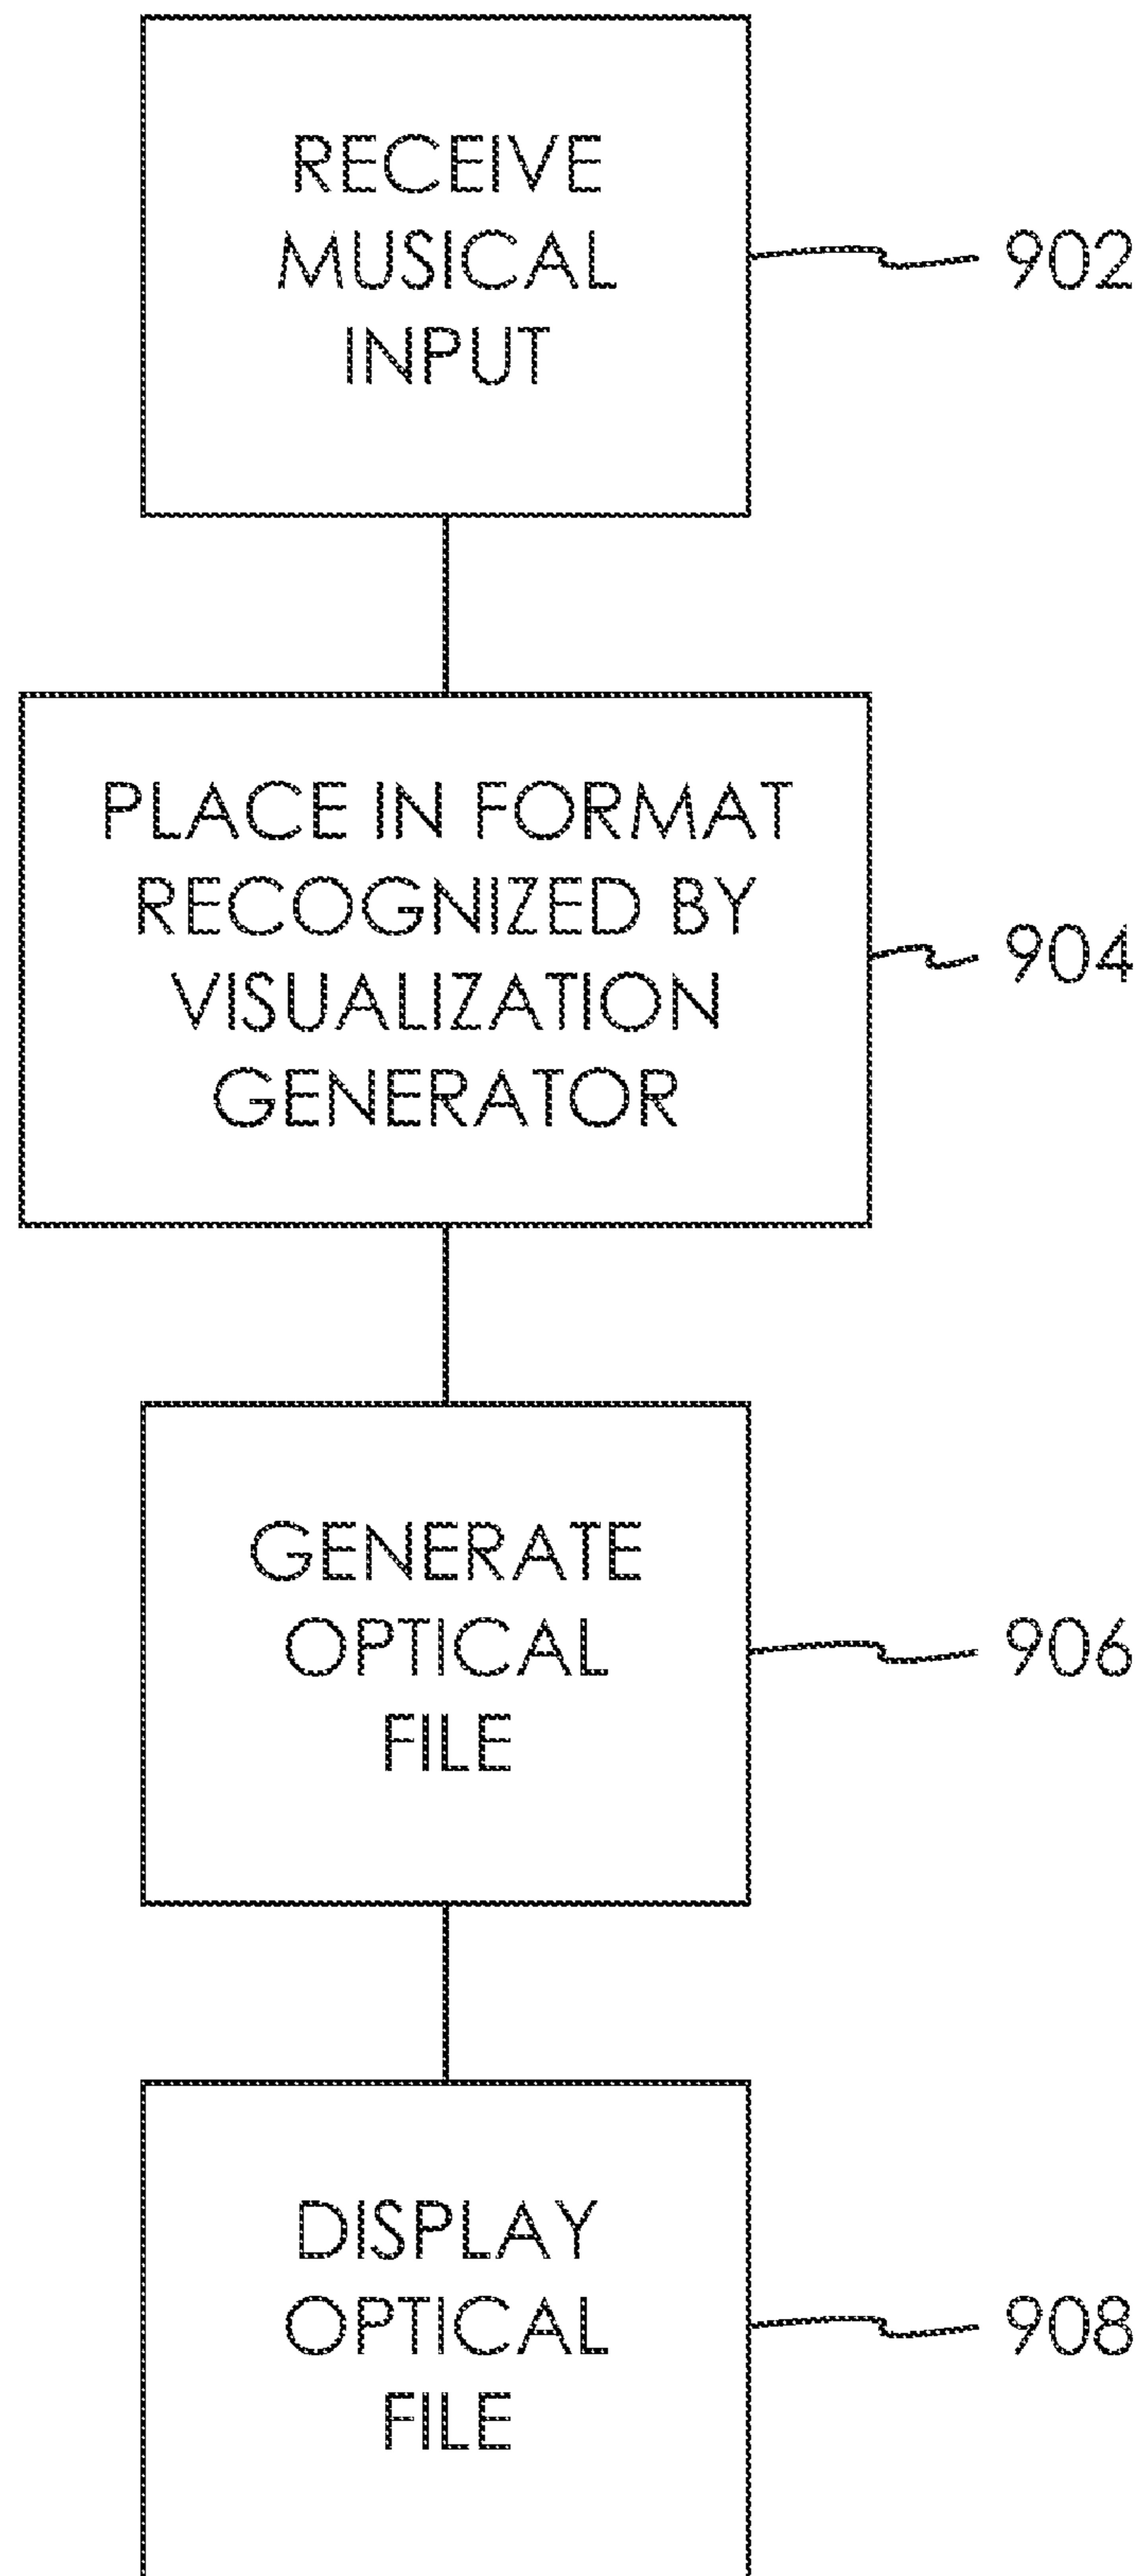 RECEIVE
MUSICAL
INPUT
902
PLACE IN FORMAT
RECOGNIZED BY
VISUALIZATION
GENERATOR
904
GENERATE
OPTICAL
FILE
906
DISPLAY
OPTICAL
FILE
908